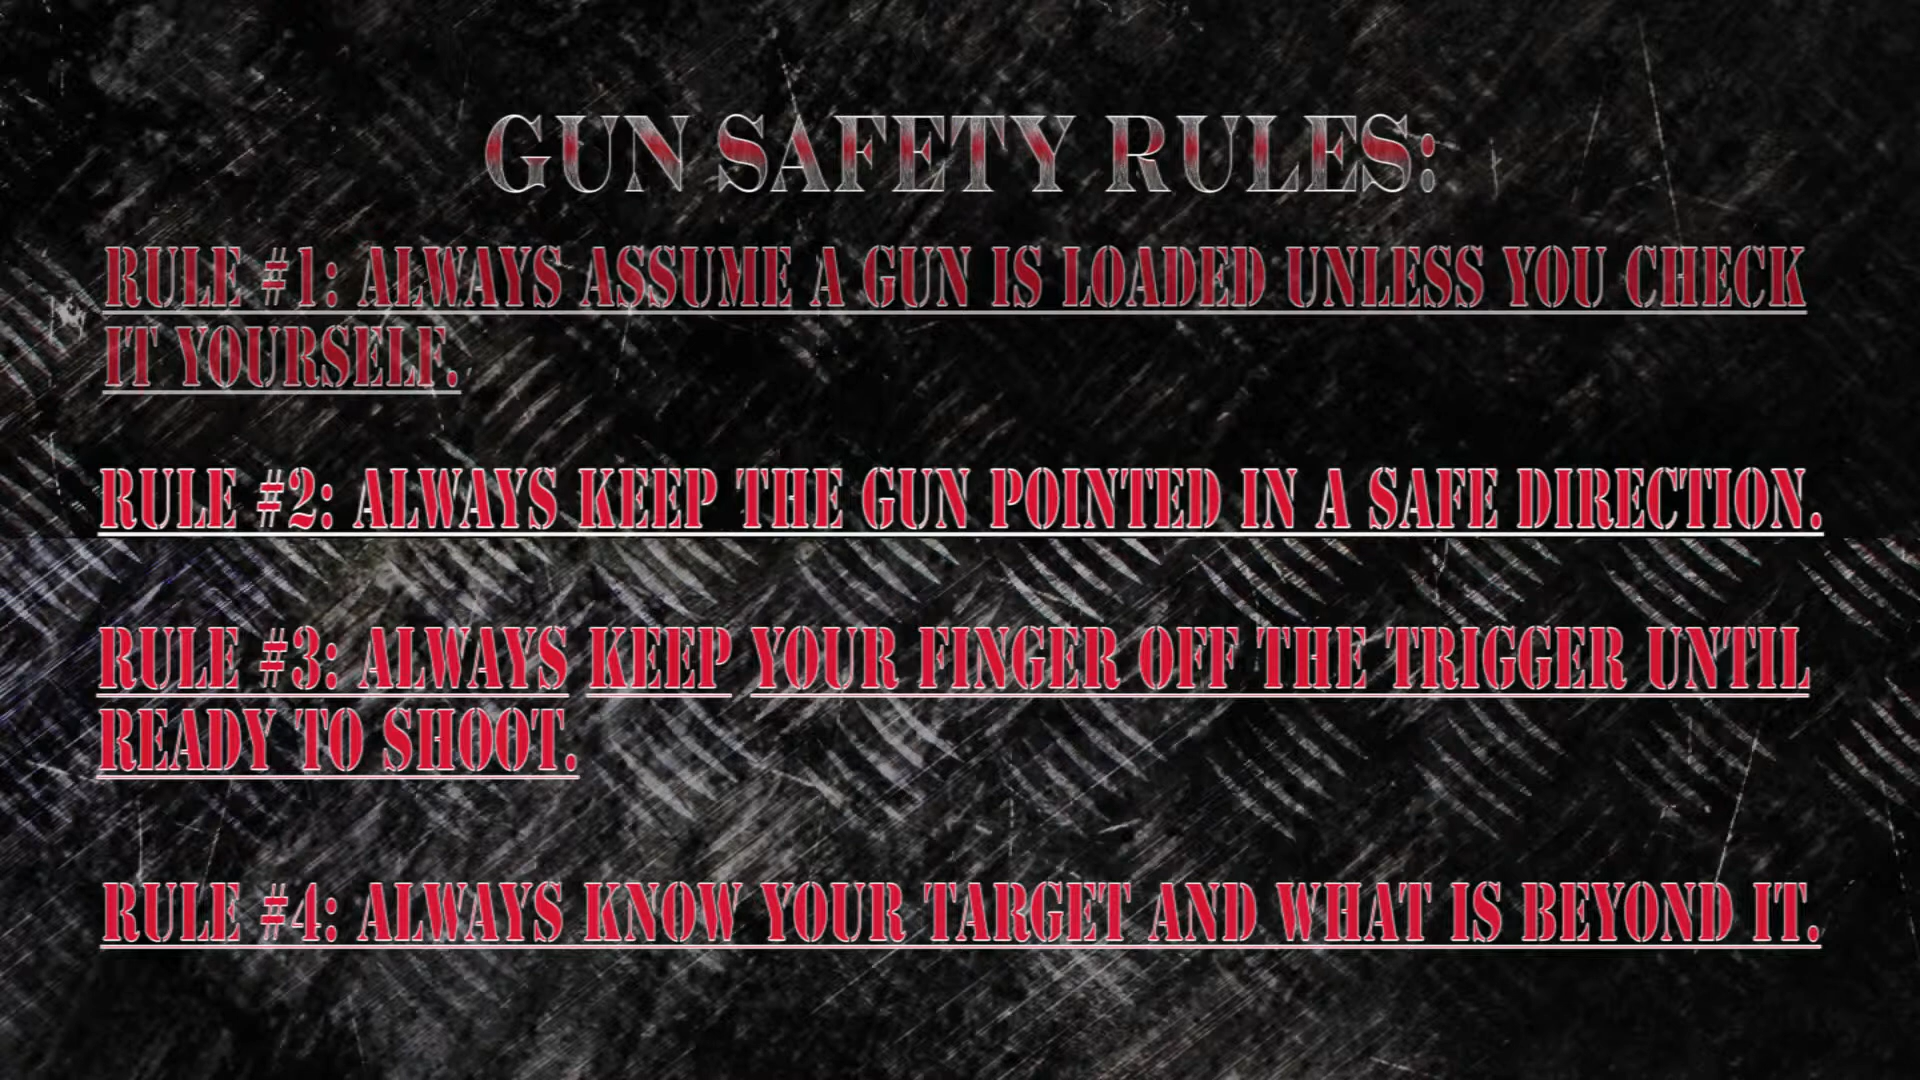 GUN SAFETY RULES:
RULE #1: ALWAYS ASSUME A GUN IS LOADED UNLESS YOU CHECK
IT YOURSELF.
RULE #2: ALWAYS KEEP THE GUN POINTED IN A SAFE DIRECTION.
RULE #3: ALWAYS KEEP YOUR FINGER OFF THE TRIGGER UNTIL
READY TO SHOOT.
RULE #4: ALWAYS KNOW YOUR TARGET AND WHAT IS BEYOND IT.